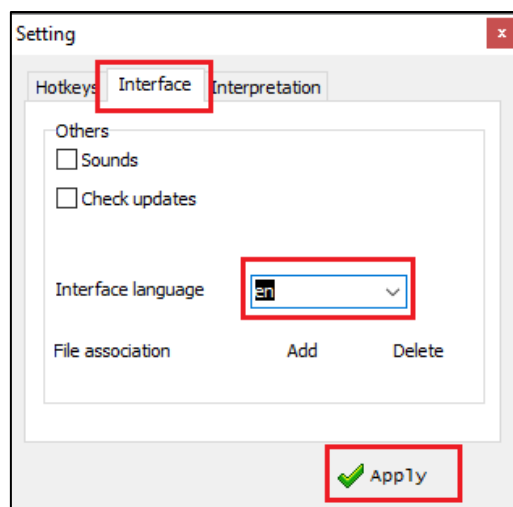 Setting
x
Hotkeys Interface Interpretation
Others
Sounds
Check updates
Interface language en
File association Add Delete
Apply